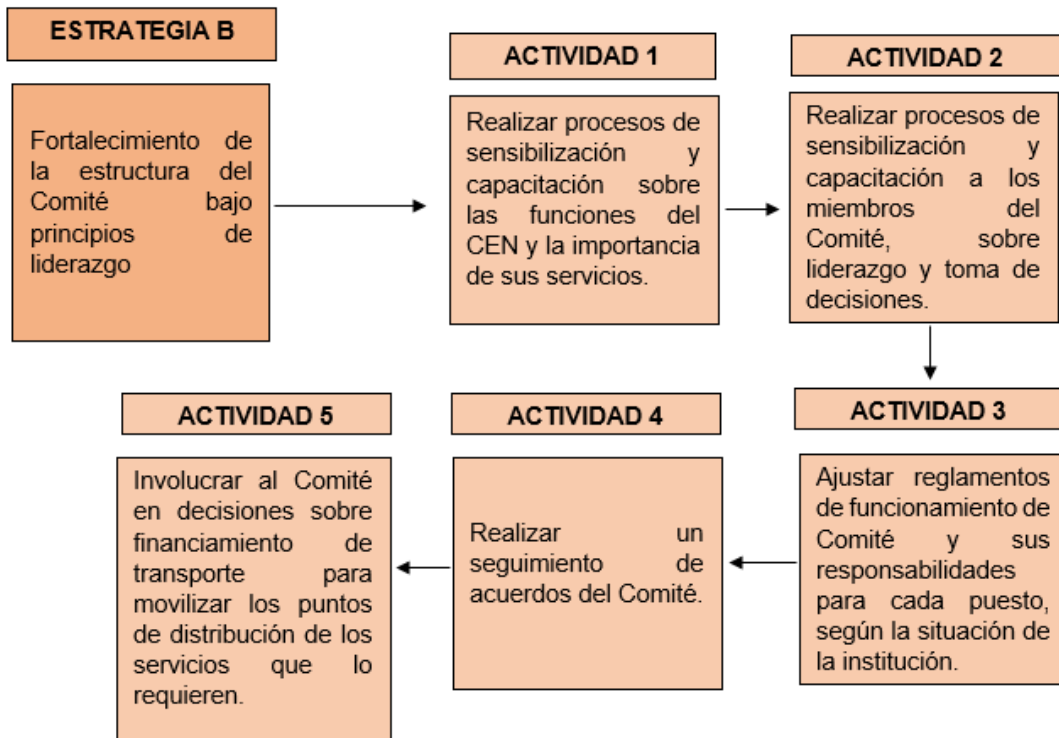 ESTRATEGIA B
Fortalecimiento de
la estructura del
Comité bajo
principios de
liderazgo
ACTIVIDAD 1
Realizar procesos de
sensibilización y
capacitación sobre
las funciones del
CEN y la importancia
de sus servicios.
ACTIVIDAD 2
Realizar procesos de
sensibilización y
capacitación a los
miembros del
Comité, sobre
liderazgo y toma de
decisiones.
ACTIVIDAD 3
Ajustar reglamentos
de funcionamiento de
Comité y sus
responsabilidades
para cada puesto,
según la situación de
la institución.
ACTIVIDAD 4
Realizar un
seguimiento de
acuerdos del Comité.
ACTIVIDAD 5
Involucrar al Comité
en decisiones sobre
financiamiento de
transporte para
movilizar los puntos
de distribución de los
servicios que lo
requieren.